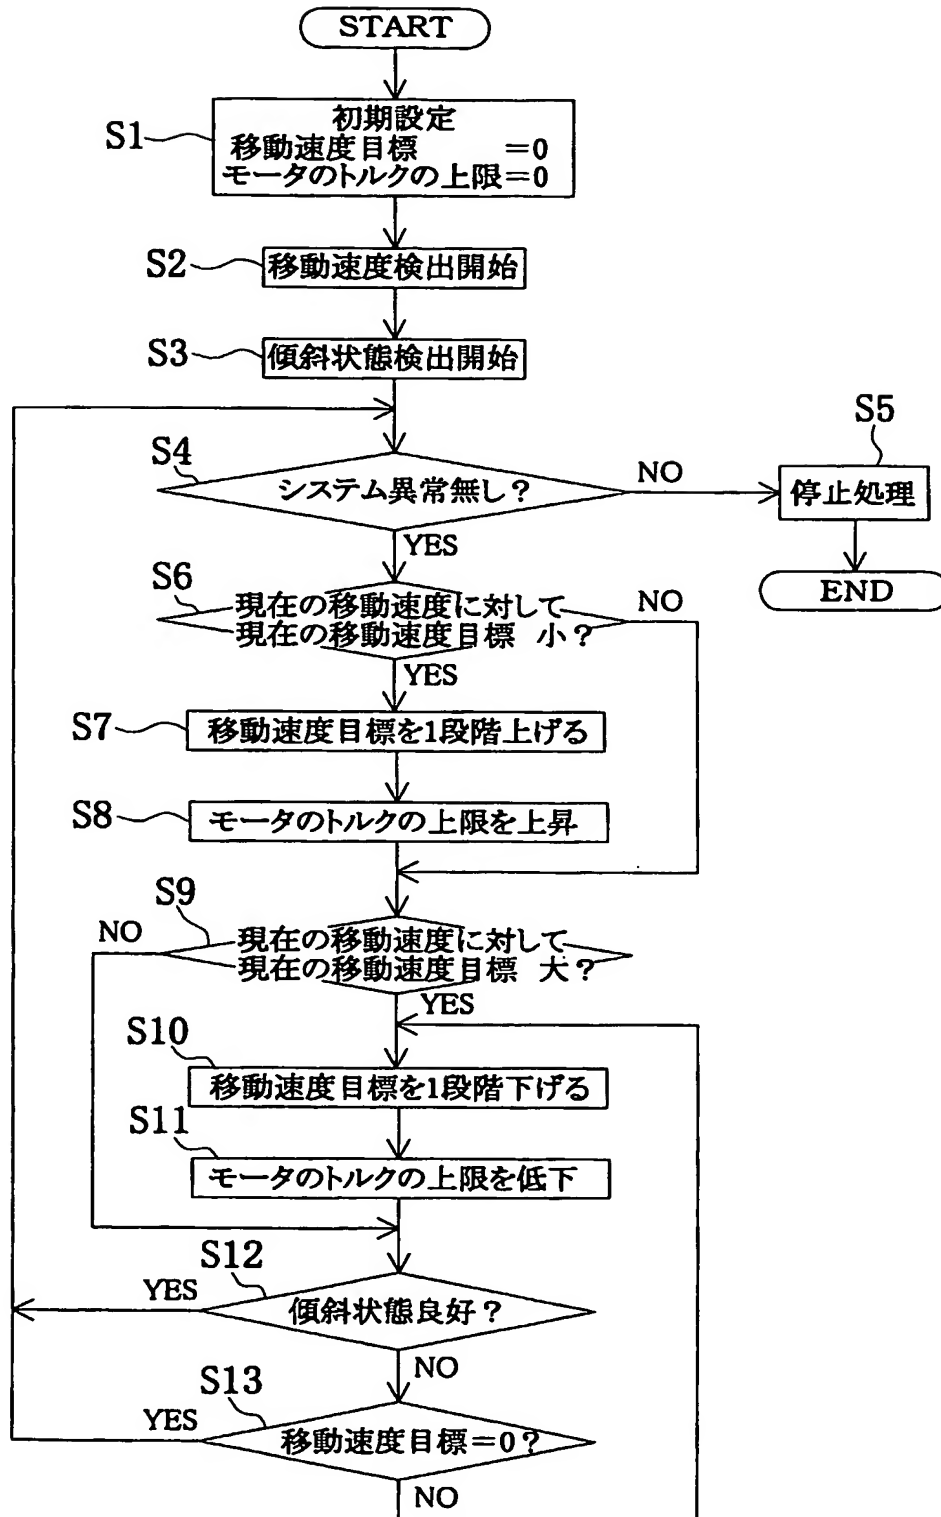 START
S1
初期設定
移動速度目標 =0
モータのトルクの上限=0
S2
移動速度検出開始
S3
傾斜状態検出開始
S4
システム異常無し?
NO
S5
停止処理
END
YES
S6
現在の移動速度に対して
現在の移動速度目標 小?
NO
YES
S7
移動速度目標を1段階上げる
S8
モータのトルクの上限を上昇
S9
NO
現在の移動速度に対して
現在の移動速度目標 大?
YES
S10
移動速度目標を1段階下げる
S11
モータのトルクの上限を低下
S12
YES
傾斜状態良好?
NO
S13
YES
移動速度目標=0?
NO